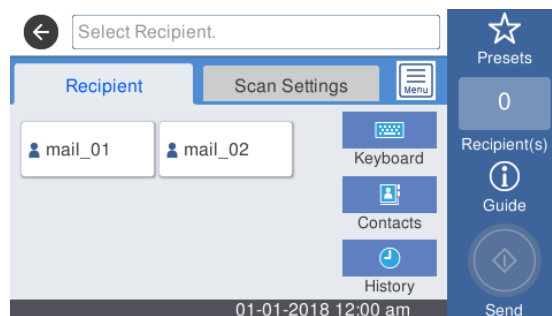 Select Recipient.
Presets
Recipient
Scan Settings
Menu
0
Recipient(s)
mail_01
mail_02
Keyboard
Contacts
Guide
History
01-01-2018 12:00 am
Send